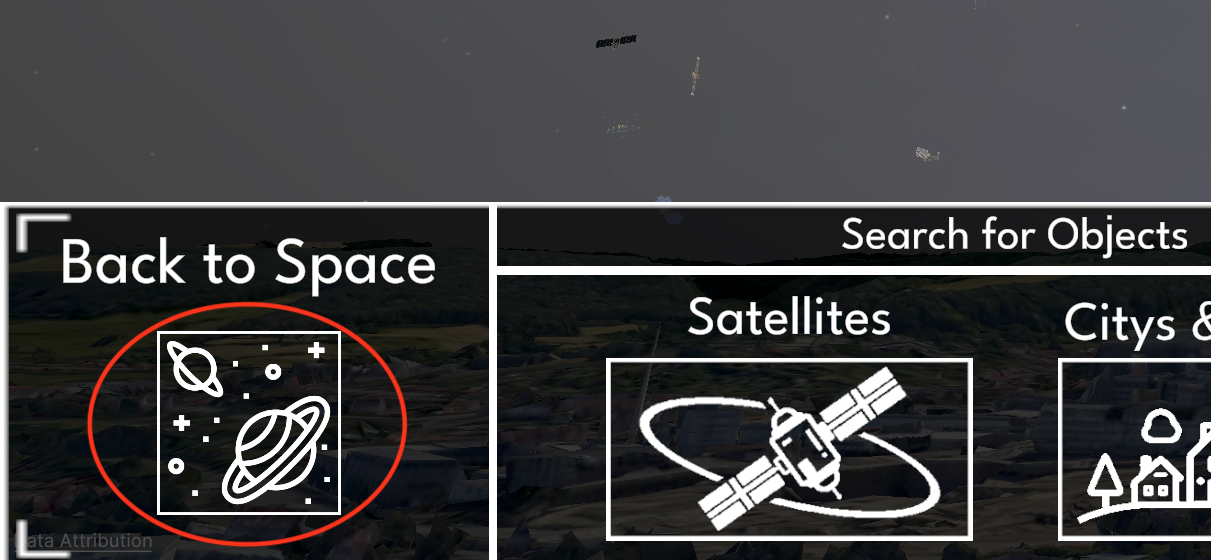 Back to Space
Search for Objects
Satellites
Citys &
ata Attribution